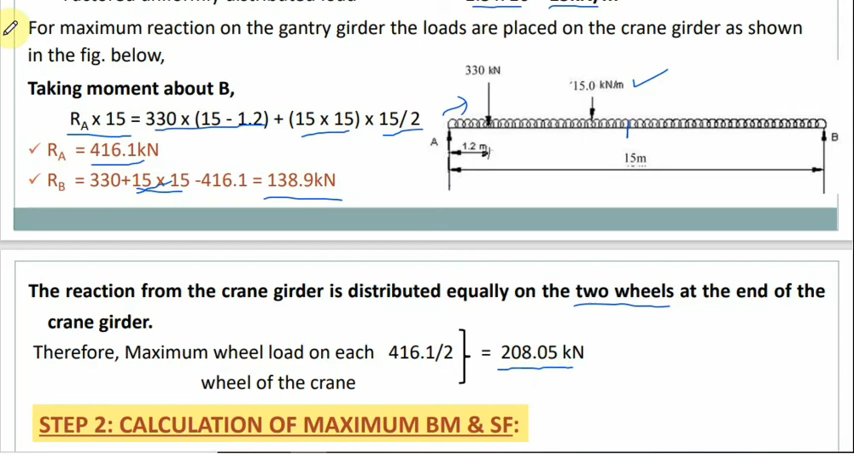 For maximum reaction on the gantry girder the loads are placed on the crane girder as shown
in the fig. below,
Taking moment about B,
R_A x 15 = 330 x (15 - 1.2) + (15 x 15) x 15/2
✓ R_A = 416.1kN
✓ R_B = 330+15 x 15 -416.1 = 138.9kN
330 kN
15.0 kN/m
A
B
1.2 m
15m
The reaction from the crane girder is distributed equally on the two wheels at the end of the
crane girder.
Therefore, Maximum wheel load on each 416.1/2 = 208.05 kN
wheel of the crane
STEP 2: CALCULATION OF MAXIMUM BM & SF: